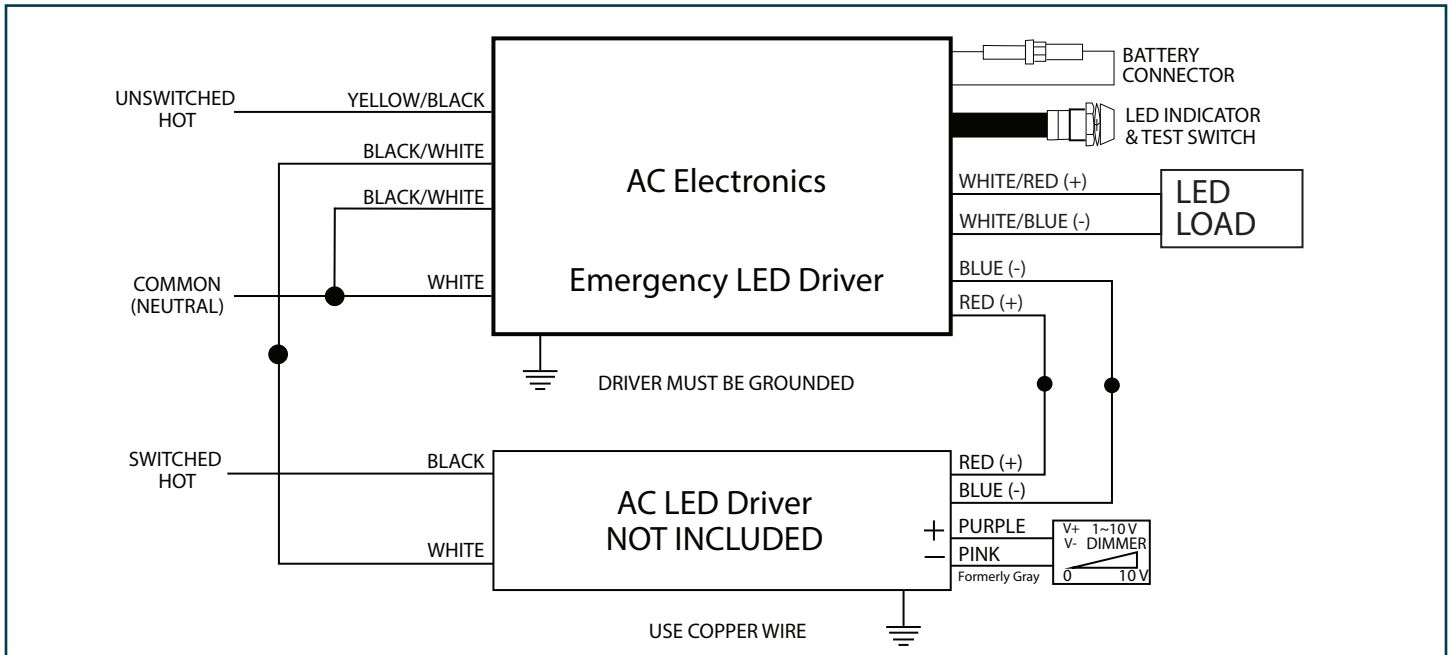 UNSWITCHED
HOT
YELLOW/BLACK
BLACK/WHITE
BLACK/WHITE
COMMON
(NEUTRAL)
WHITE
AC Electronics
Emergency LED Driver
BATTERY
CONNECTOR
LED INDICATOR
& TEST SWITCH
WHITE/RED (+)
WHITE/BLUE (-)
LED
LOAD
BLUE (-)
RED (+)
DRIVER MUST BE GROUNDED
SWITCHED
HOT
BLACK
WHITE
AC LED Driver
NOT INCLUDED
RED (+)
BLUE (-)
+ PURPLE
− PINK
Formerly Gray
V+ 1~10 V
V- DIMMER
0 10 V
USE COPPER WIRE